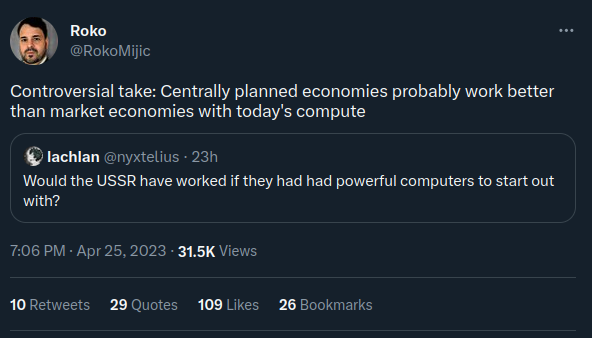 Roko
@RokoMijic
Controversial take: Centrally planned economies probably work better
than market economies with today's compute
lachlan @nyxtelius · 23h
Would the USSR have worked if they had had powerful computers to start out
with?
7:06 PM · Apr 25, 2023 · 31.5K Views
10 Retweets 29 Quotes 109 Likes 26 Bookmarks